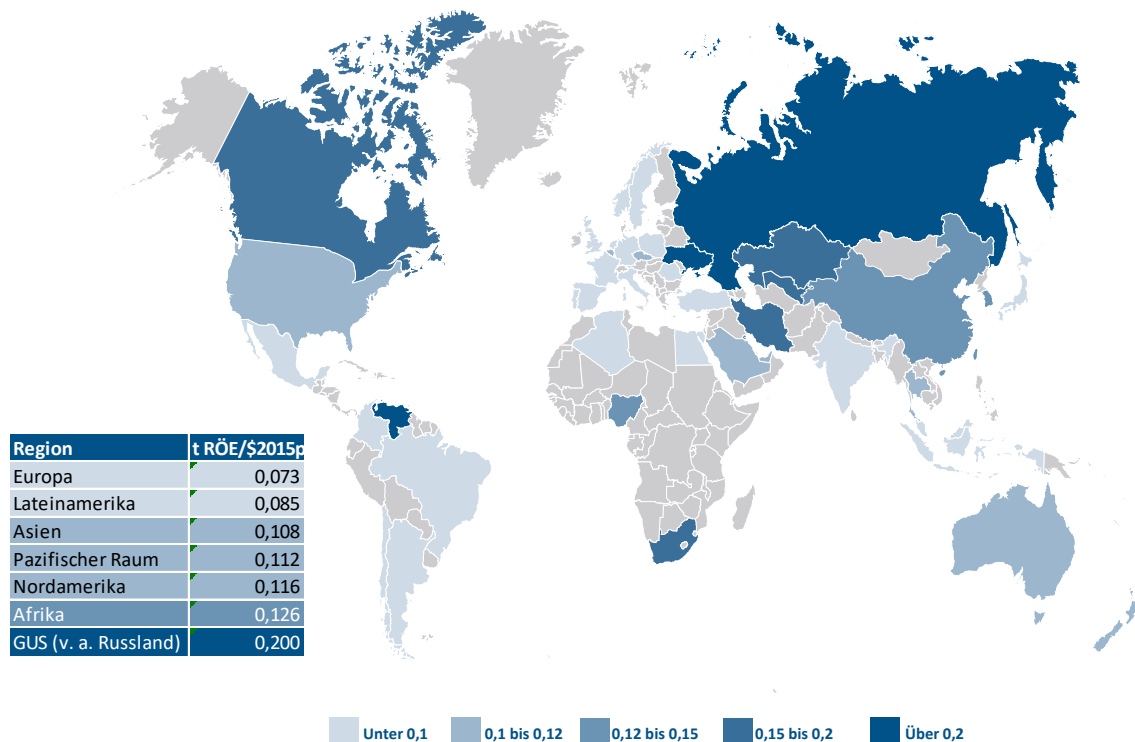 Region t RÖE/$2015p
Europa 0,073
Lateinamerika 0,085
Asien 0,108
Pazifischer Raum 0,112
Nordamerika 0,116
Afrika 0,126
GUS (v. a. Russland) 0,200
Unter 0,1 0,1 bis 0,12 0,12 bis 0,15 0,15 bis 0,2 Über 0,2